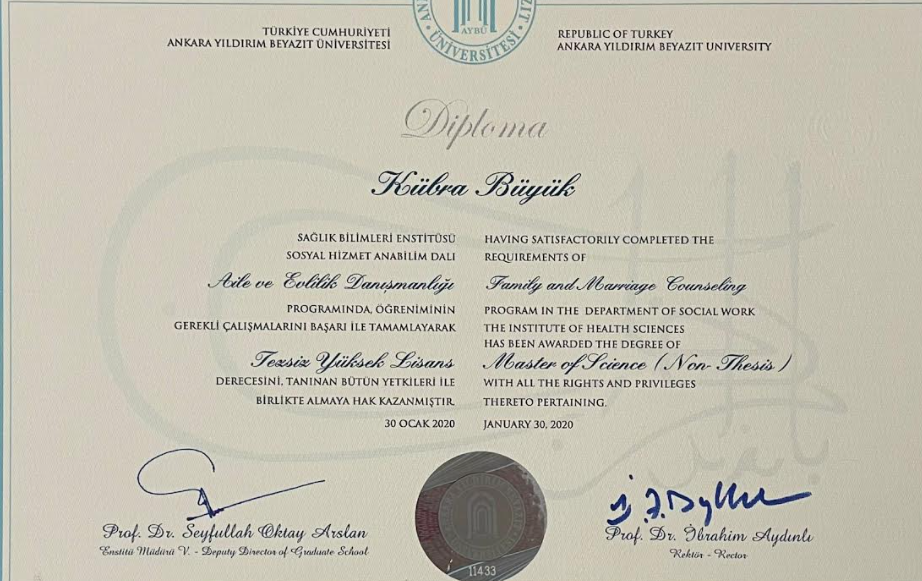 TÜRKİYE CUMHURİYETİ
ANKARA YILDIRIM BEYAZIT ÜNİVERSİTESİ
AYBÜ
ÜNİVERSİTESİ
REPUBLIC OF TURKEY
ANKARA YILDIRIM BEYAZIT UNIVERSITY
Diploma
Kübra Büyük
SAĞLIK BİLİMLERİ ENSTİTÜSÜ
SOSYAL HİZMET ANABİLİM DALI
Aile ve Evlilik Danışmanlığı
PROGRAMINDA, ÖĞRENİMİNİN
GEREKLİ ÇALIŞMALARINI BAŞARI İLE TAMAMLAYARAK
Tezsiz Yüksek Lisans
DERECESİNİ, TANINAN BÜTÜN YETKİLERİ İLE
BİRLİKTE ALMAYA HAK KAZANMIŞTIR.
30 OCAK 2020
HAVING SATISFACTORILY COMPLETED THE
REQUIREMENTS OF
Family and Marriage Counseling
PROGRAM IN THE DEPARTMENT OF SOCIAL WORK
THE INSTITUTE OF HEALTH SCIENCES
HAS BEEN AWARDED THE DEGREE OF
Master of Science (Non-Thesis)
WITH ALL THE RIGHTS AND PRIVILEGES
THERETO PERTAINING.
JANUARY 30, 2020
Prof. Dr. Seyfullah Oktay Arslan
Enstitü Müdürü V. - Deputy Director of Graduate School
11433
Prof. Dr. İbrahim Aydınlı
Rektör - Rector